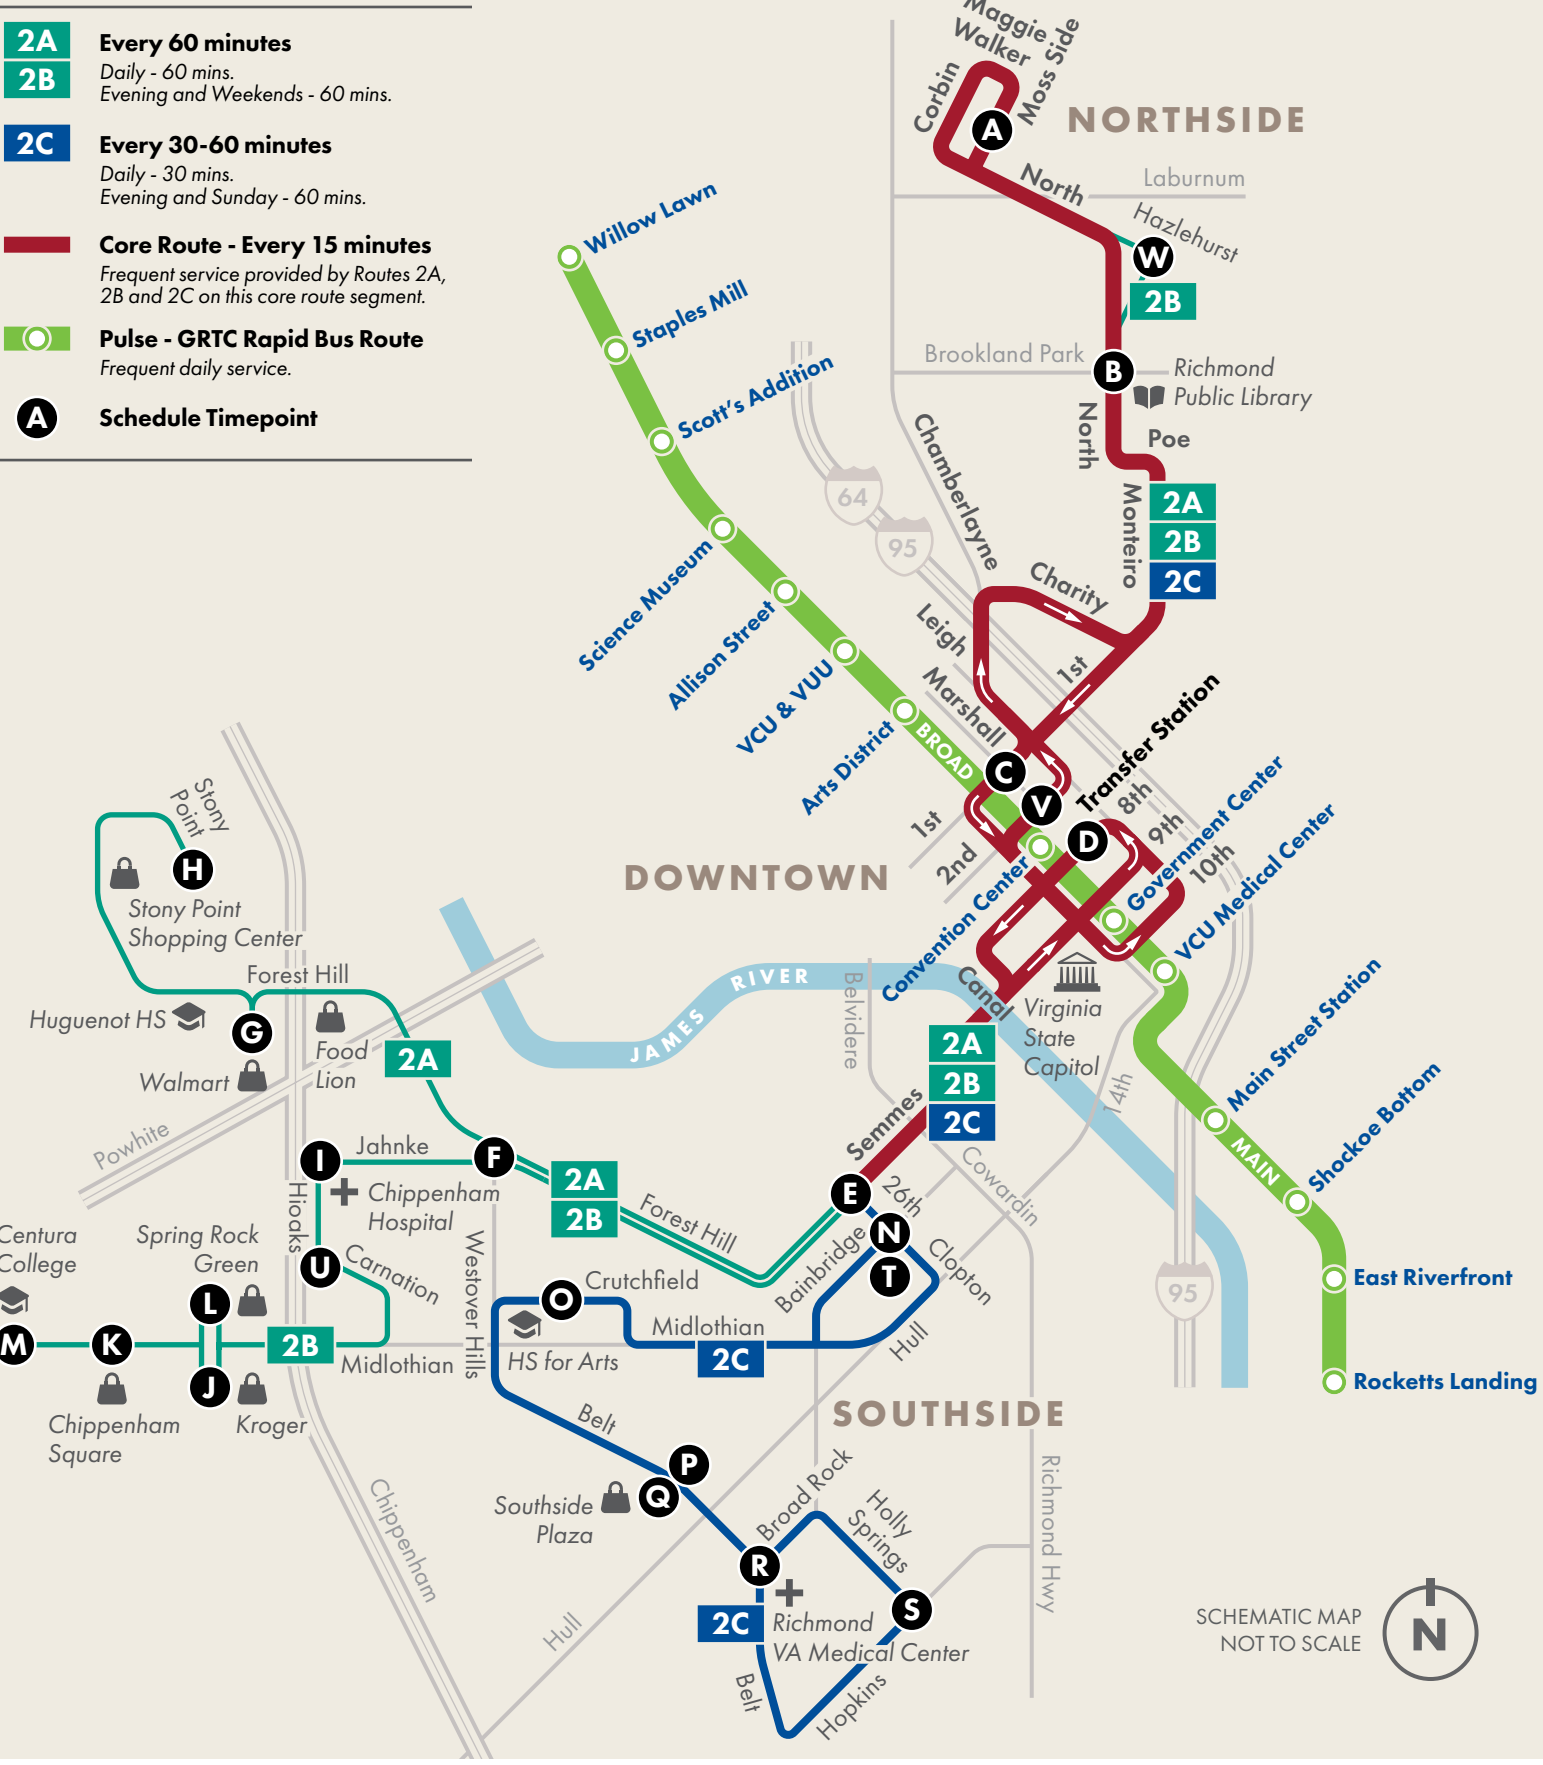 2A
2B
Every 60 minutes
Daily - 60 mins.
Evening and Weekends - 60 mins.
2C
Every 30-60 minutes
Daily - 30 mins.
Evening and Sunday - 60 mins.
Core Route - Every 15 minutes
Frequent service provided by Routes 2A,
2B and 2C on this core route segment.
Pulse - GRTC Rapid Bus Route
Frequent daily service.
A
Schedule Timepoint
Maggie
Walker
Corbin
Moss Side
A
NORTHSIDE
North
Laburnum
Hazlehurst
W
2B
Brookland Park
B
Richmond
Public Library
North
Poe
Monteiro
2A
2B
2C
Willow Lawn
Staples Mill
Scott's Addition
64
95
Chamberlayne
Charity
Leigh
1st
Marshall
Science Museum
Allison Street
VCU & VUU
Arts District
BROAD
C
V
D
Transfer Station
8th
9th
10th
1st
2nd
Convention Center
Government Center
VCU Medical Center
DOWNTOWN
Canal
Virginia
State
Capitol
JAMES RIVER
Belvidere
14th
Main Street Station
MAIN
Shockoe Bottom
East Riverfront
Rocketts Landing
95
2A
2B
2C
Semmes
Cowardin
E
26th
N
T
Bainbridge
Clopton
Hull
Stony
Point
H
Stony Point
Shopping Center
Forest Hill
Huguenot HS
G
Walmart
Food
Lion
2A
Powhite
I
Jahnke
F
2A
2B
Forest Hill
Chippenham
Hospital
Hioaks
Westover Hills
Centura
College
Spring Rock
Green
U
Carnation
L
M
K
J
2B
Midlothian
Chippenham
Square
Kroger
O
Crutchfield
HS for Arts
Midlothian
2C
Belt
P
Q
Southside
Plaza
SOUTHSIDE
Broad Rock
Holly
Springs
R
S
2C
Richmond
VA Medical Center
Belt
Hopkins
Hull
Chippenham
Richmond Hwy
SCHEMATIC MAP
NOT TO SCALE
N